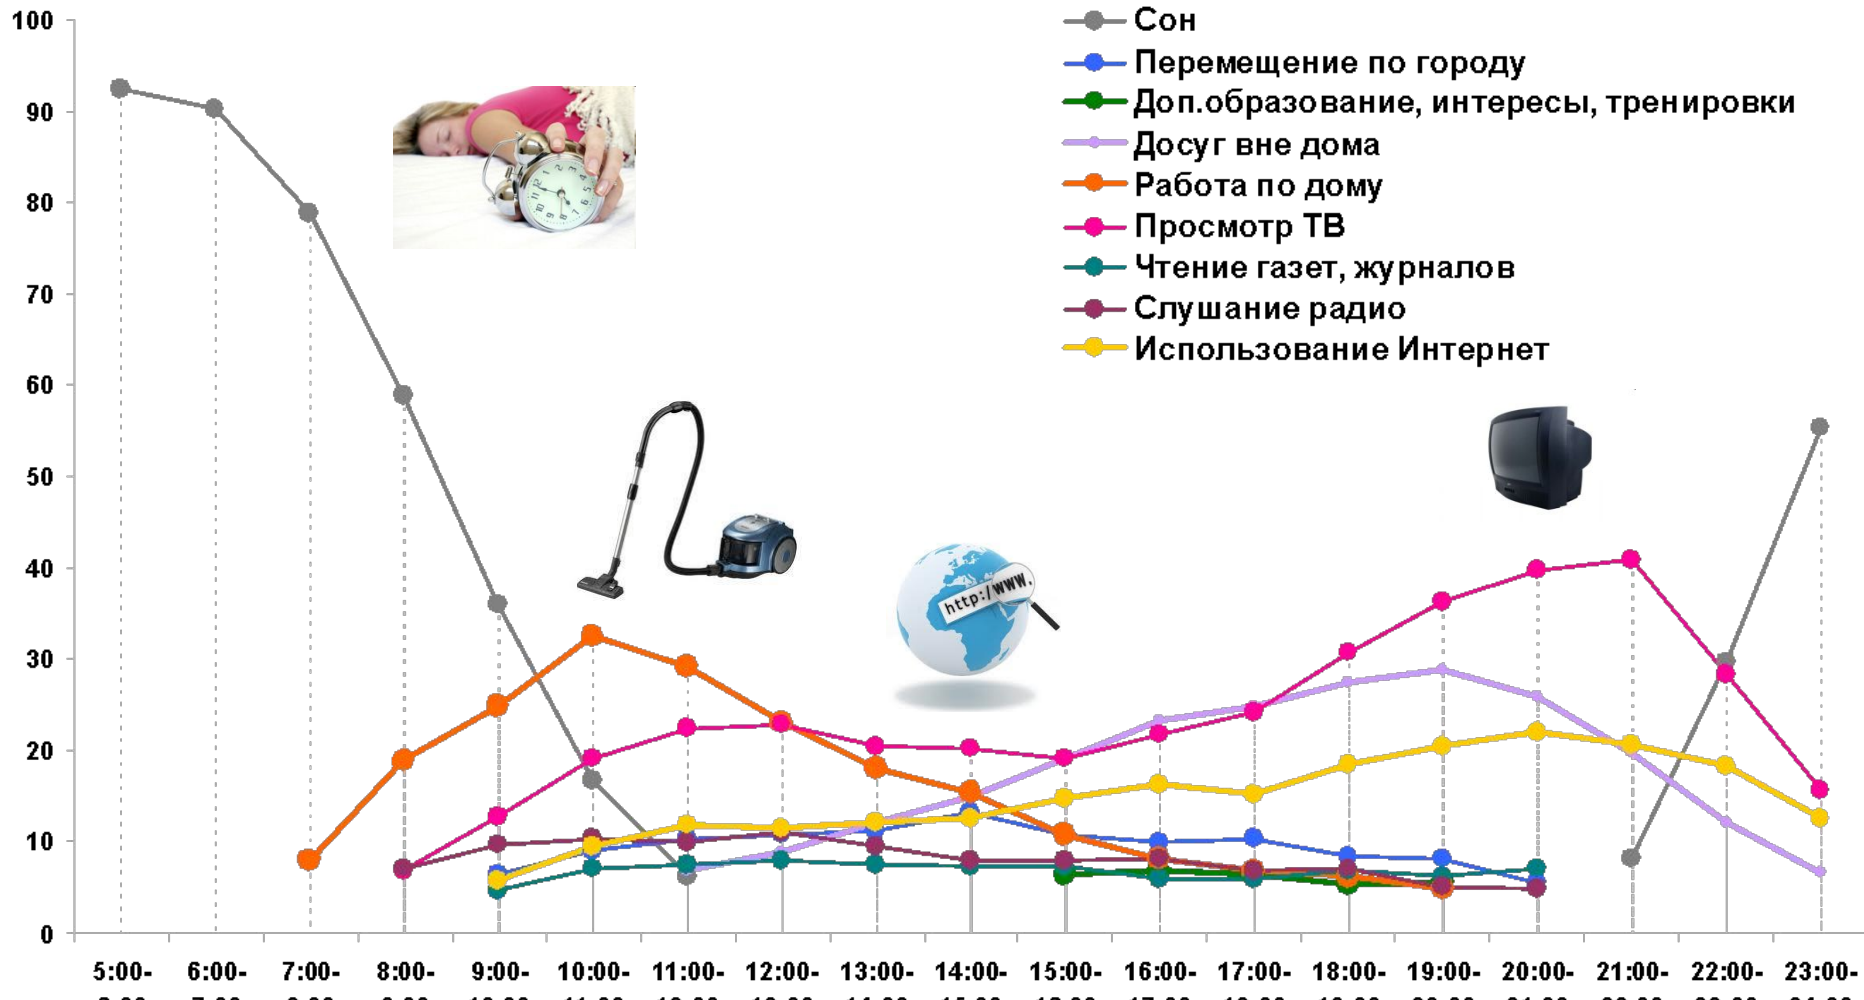 100
90
80
70
60
50
40
30
20
10
0
Сон
Перемещение по городу
Доп.образование, интересы, тренировки
Досуг вне дома
Работа по дому
Просмотр ТВ
Чтение газет, журналов
Слушание радио
Использование Интернет
http:/www.
5:00- 6:00- 7:00- 8:00- 9:00- 10:00- 11:00- 12:00- 13:00- 14:00- 15:00- 16:00- 17:00- 18:00- 19:00- 20:00- 21:00- 22:00- 23:00-